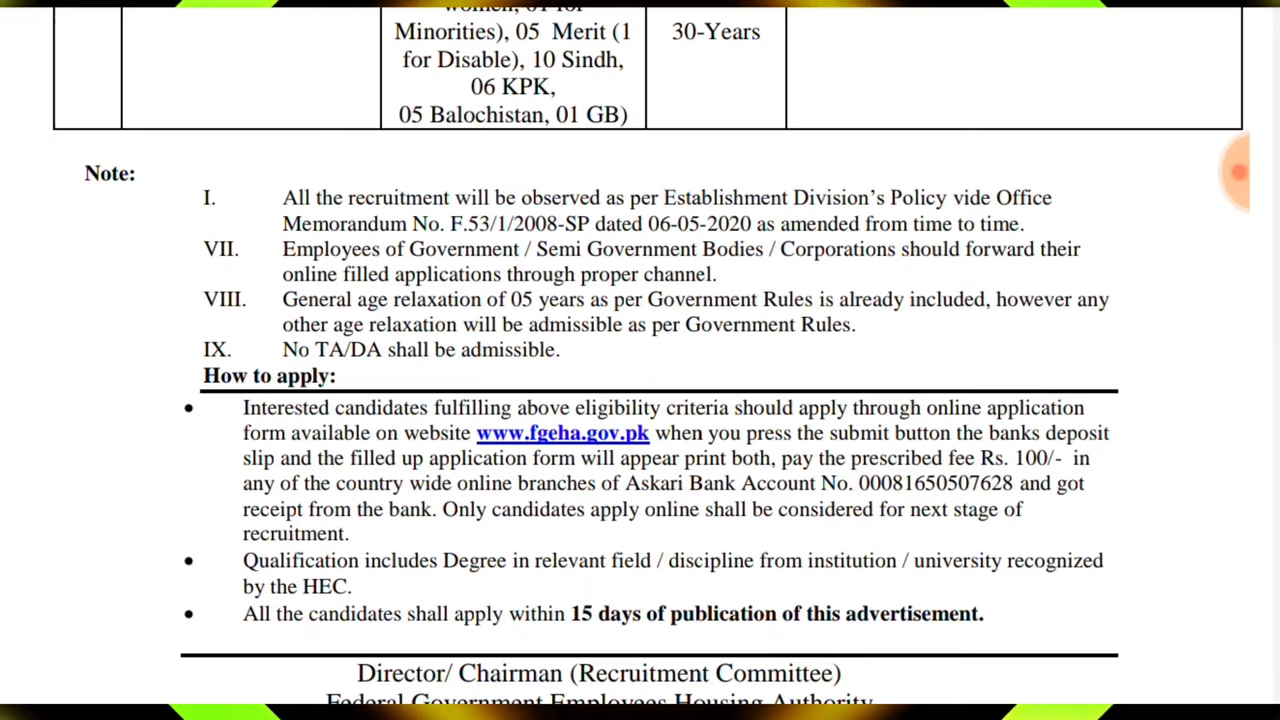 women, 01 for
Minorities), 05 Merit (1
30-Years
for Disable), 10 Sindh,
06 KPK,
05 Balochistan, 01 GB)
Note:
I. All the recruitment will be observed as per Establishment Division’s Policy vide Office
Memorandum No. F.53/1/2008-SP dated 06-05-2020 as amended from time to time.
VII. Employees of Government / Semi Government Bodies / Corporations should forward their
online filled applications through proper channel.
VIII. General age relaxation of 05 years as per Government Rules is already included, however any
other age relaxation will be admissible as per Government Rules.
IX. No TA/DA shall be admissible.
How to apply:
• Interested candidates fulfilling above eligibility criteria should apply through online application
form available on website www.fgeha.gov.pk when you press the submit button the banks deposit
slip and the filled up application form will appear print both, pay the prescribed fee Rs. 100/- in
any of the country wide online branches of Askari Bank Account No. 00081650507628 and got
receipt from the bank. Only candidates apply online shall be considered for next stage of
recruitment.
• Qualification includes Degree in relevant field / discipline from institution / university recognized
by the HEC.
• All the candidates shall apply within 15 days of publication of this advertisement.
Director/ Chairman (Recruitment Committee)
Federal Government Employees Housing Authority